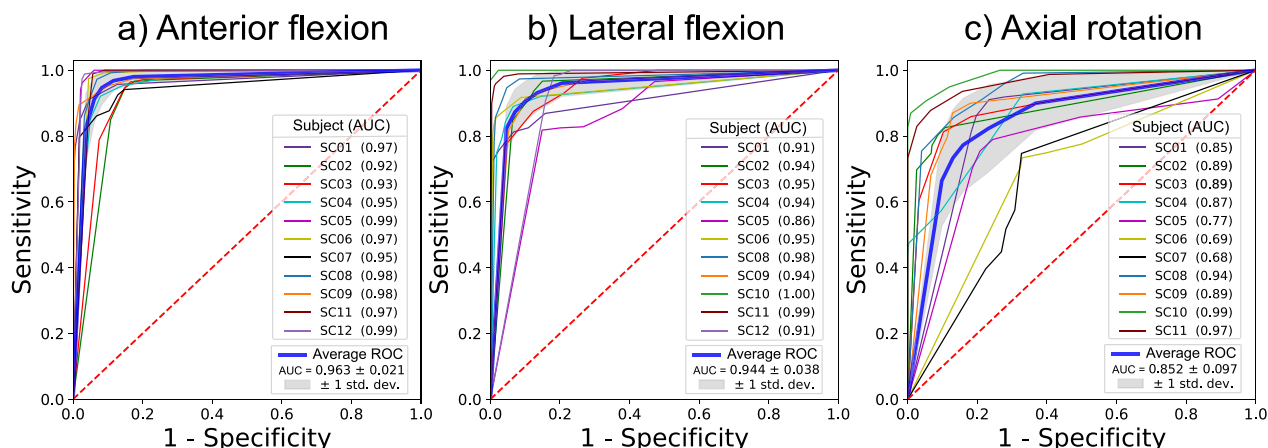 a) Anterior flexion
b) Lateral flexion
c) Axial rotation
Sensitivity
1.0
0.8
0.6
0.4
0.2
0.0
0.0
0.2
0.4
0.6
0.8
1.0
1 - Specificity
Subject (AUC)
SC01 (0.97)
SC02 (0.92)
SC03 (0.93)
SC04 (0.95)
SC05 (0.99)
SC06 (0.97)
SC07 (0.95)
SC08 (0.98)
SC09 (0.98)
SC11 (0.97)
SC12 (0.99)
Average ROC
AUC = 0.963 ± 0.021
± 1 std. dev.
Sensitivity
1.0
0.8
0.6
0.4
0.2
0.0
0.0
0.2
0.4
0.6
0.8
1.0
1 - Specificity
Subject (AUC)
SC01 (0.91)
SC02 (0.94)
SC03 (0.95)
SC04 (0.94)
SC05 (0.86)
SC06 (0.95)
SC08 (0.98)
SC09 (0.94)
SC10 (1.00)
SC11 (0.99)
SC12 (0.91)
Average ROC
AUC = 0.944 ± 0.038
± 1 std. dev.
Sensitivity
1.0
0.8
0.6
0.4
0.2
0.0
0.0
0.2
0.4
0.6
0.8
1.0
1 - Specificity
Subject (AUC)
SC01 (0.85)
SC02 (0.89)
SC03 (0.89)
SC04 (0.87)
SC05 (0.77)
SC06 (0.69)
SC07 (0.68)
SC08 (0.94)
SC09 (0.89)
SC10 (0.99)
SC11 (0.97)
Average ROC
AUC = 0.852 ± 0.097
± 1 std. dev.